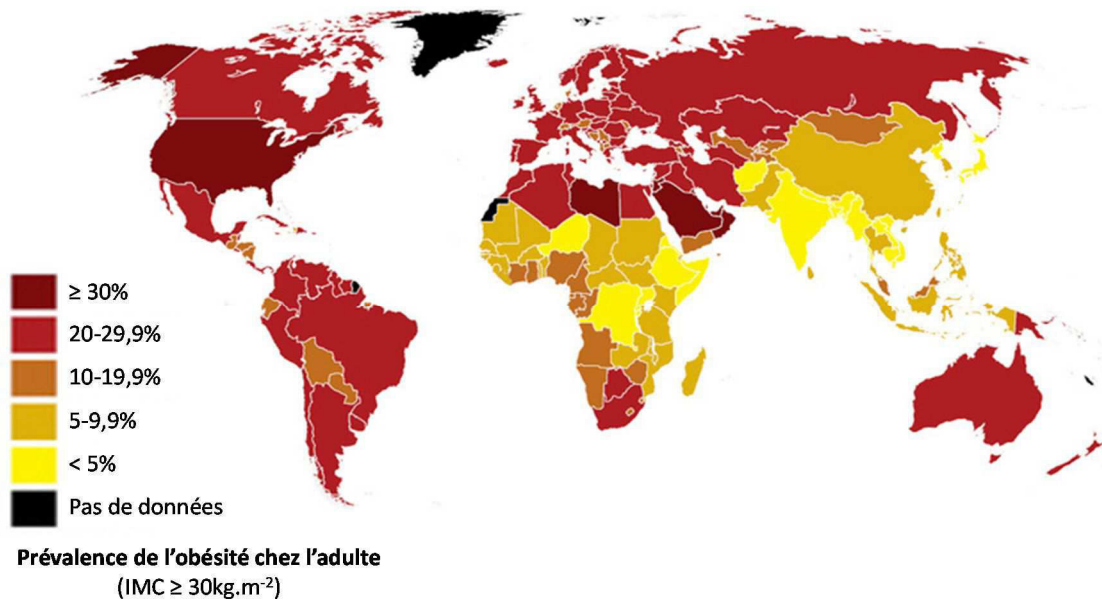 ≥ 30%
20-29,9%
10-19,9%
5-9,9%
< 5%
Pas de données
Prévalence de l'obésité chez l'adulte
(IMC ≥ 30kg.m⁻²)